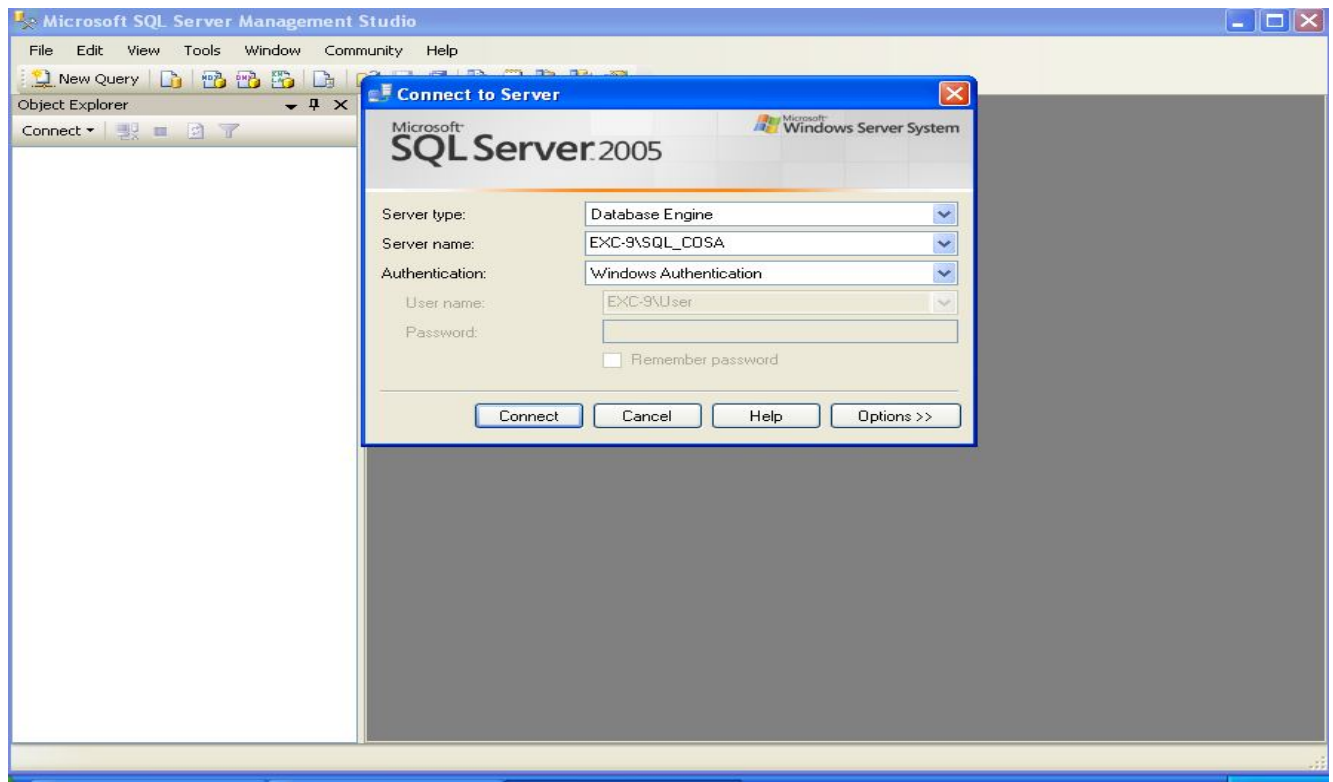 Microsoft SQL Server Management Studio
File Edit View Tools Window Community Help
New Query
Object Explorer
Connect
Connect to Server
Microsoft
SQL Server 2005
Microsoft
Windows Server System
Server type: Database Engine
Server name: EXC-9\SQL_COSA
Authentication: Windows Authentication
User name: EXC-9\User
Password:
Remember password
Connect Cancel Help Options >>